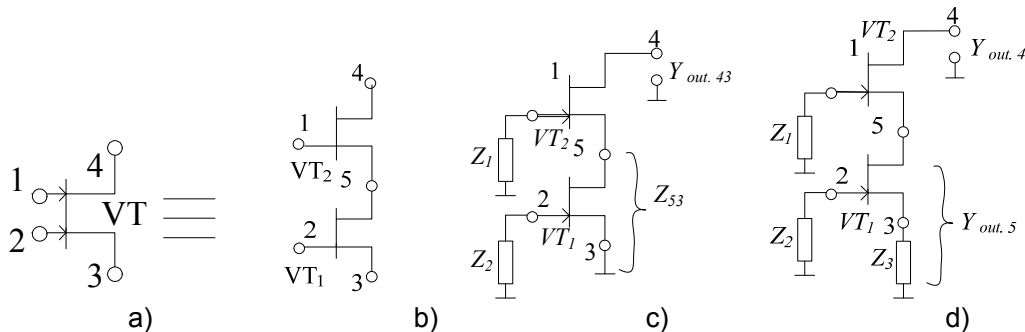 1
2
4
VT
3
a)
4
1
VT2
5
2
VT1
3
b)
4
1
Y out. 43
VT2
5
Z1
2
Z53
VT1
3
Z2
c)
4
VT2
1
Y out. 4
5
Z1
2
VT1
3
Y out. 5
Z2
Z3
d)